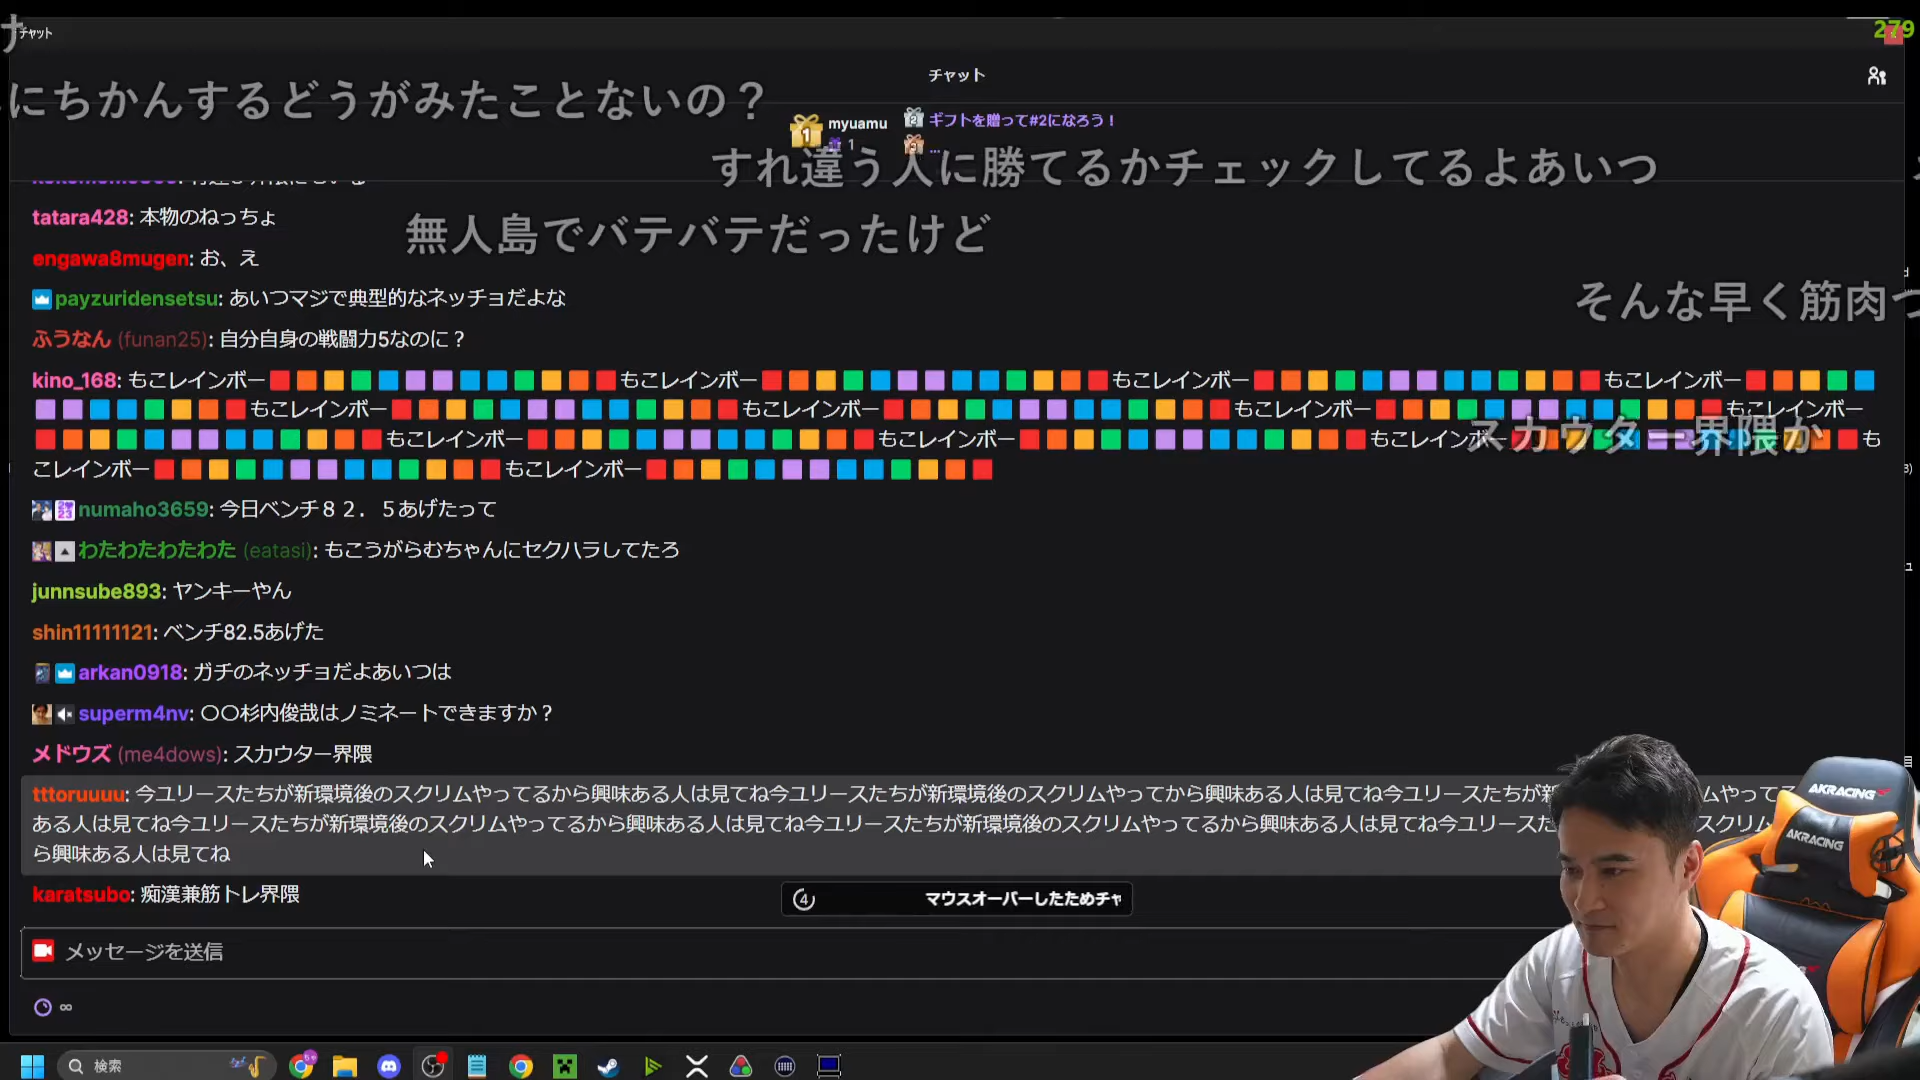 チャット
279
チャット
にちかんするどうがみたことないの？
myuamu
1
ギフトを贈って#2になろう！
...
すれ違う人に勝てるかチェックしてるよあいつ
tatara428: 本物のねっちょ
無人島でバテバテだったけど
engawa8mugen: お、え
payzuridensetsu: あいつマジで典型的なネッチョだよな
そんな早く筋肉つ
ふうなん (funan25): 自分自身の戦闘力5なのに？
kino_168: もこレインボー🟥🟧🟨🟩🟦🟪🟪🟦🟦🟩🟨🟧🟥もこレインボー🟥🟧🟨🟩🟦🟪🟪🟦🟦🟩🟨🟧🟥もこレインボー🟥🟧🟨🟩🟦🟪🟪🟦🟦🟩🟨🟧🟥もこレインボー🟥🟧🟨🟩🟦
🟪🟪🟦🟦🟩🟨🟧🟥もこレインボー🟥🟧🟨🟩🟦🟪🟪🟦🟦🟩🟨🟧🟥もこレインボー🟥🟧🟨🟩🟦🟪🟪🟦🟦🟩🟨🟧🟥もこレインボー🟥🟧🟨🟩🟦🟪🟪🟦🟦🟩🟨🟧🟥もこレインボー
🟥🟧🟨🟩🟦🟪🟪🟦🟦🟩🟨🟧🟥もこレインボー🟥🟧🟨🟩🟦🟪🟪🟦🟦🟩🟨🟧🟥もこレインボー🟥🟧🟨🟩🟦🟪🟪🟦🟦🟩🟨🟧🟥もこレインボー🟥🟧🟨🟩🟦🟪🟪🟦🟦🟩🟨🟧🟥も
スカウター界隈か
こレインボー🟥🟧🟨🟩🟦🟪🟪🟦🟦🟩🟨🟧🟥もこレインボー🟥🟧🟨🟩🟦🟪🟪🟦🟦🟩🟨🟧🟥
numaho3659: 今日ベンチ８２．５あげたって
わたわたわたわた (eatasi): もこうがらむちゃんにセクハラしてたろ
junnsube893: ヤンキーやん
shin11111121: ベンチ82.5あげた
arkan0918: ガチのネッチョだよあいつは
superm4nv: 〇〇杉内俊哉はノミネートできますか？
メドウズ (me4dows): スカウター界隈
tttoruuuu: 今ユリースたちが新環境後のスクリムやってるから興味ある人は見てね今ユリースたちが新環境後のスクリムやってから興味ある人は見てね今ユリースたちが新 ムやって
ある人は見てね今ユリースたちが新環境後のスクリムやってるから興味ある人は見てね今ユリースたちが新環境後のスクリムやってるから興味ある人は見てね今ユリースた スクリム
ら興味ある人は見てね
karatsubo: 痴漢兼筋トレ界隈
4 マウスオーバーしたためチャ
メッセージを送信
∞
検索
AKRACING
AKRACING